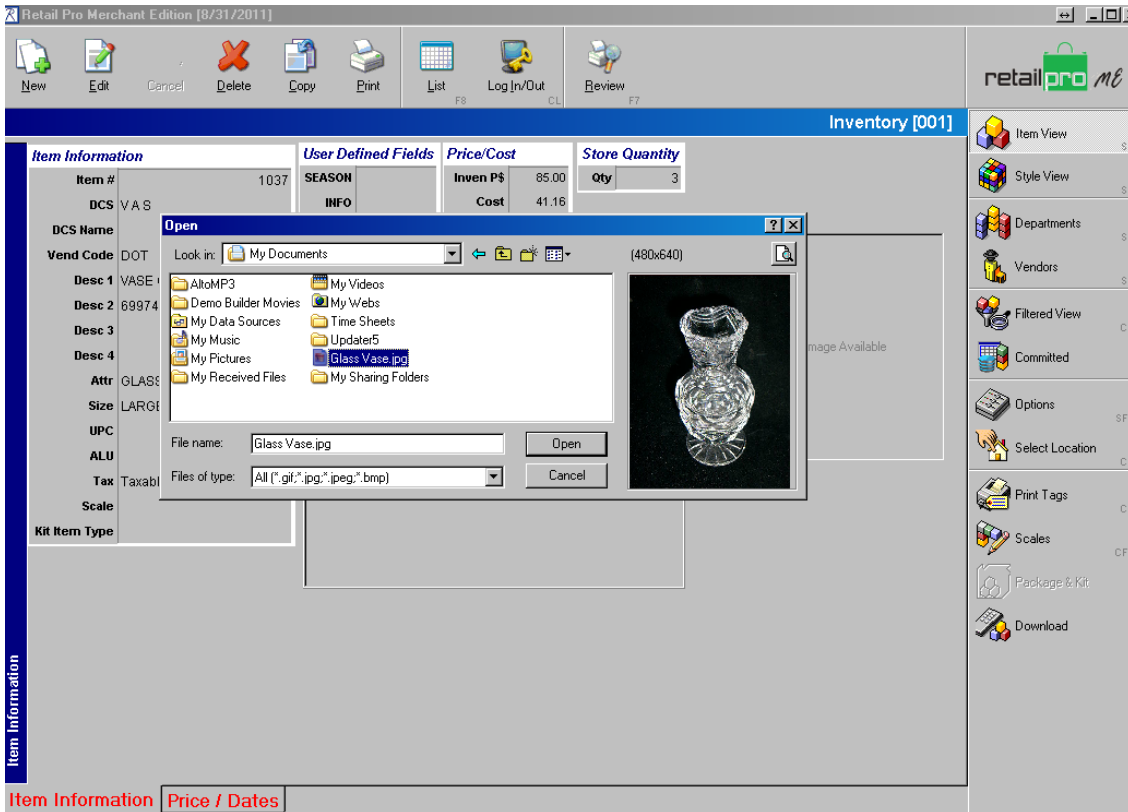 Retail Pro Merchant Edition [8/31/2011]
New
Edit
Cancel
Delete
Copy
Print
List
F8
Log In/Out
CL
Review
F7
retail pro ME
Inventory [001]
Item Information
Item # 1037
DCS V A S
DCS Name
Vend Code DOT
Desc 1 VASE
Desc 2 69974
Desc 3
Desc 4
Attr GLASS
Size LARGE
UPC
ALU
Tax Taxabl
Scale
Kit Item Type
User Defined Fields
SEASON
INFO
Price/Cost
Inven P$ 85.00
Cost 41.16
Store Quantity
Qty 3
Open
Look in: My Documents
(480x640)
AltoMP3
Demo Builder Movies
My Data Sources
My Music
My Pictures
My Received Files
My Videos
My Webs
Time Sheets
Updater5
Glass Vase.jpg
My Sharing Folders
File name: Glass Vase.jpg
Open
Files of type: All (*.gif;*.jpg;*.jpeg;*.bmp)
Cancel
mage Available
Item View
S
Style View
S
Departments
S
Vendors
S
Filtered View
C
Committed
Options
SF
Select Location
C
Print Tags
C
Scales
CF
Package & Kit
Download
Item Information
Item Information
Price / Dates